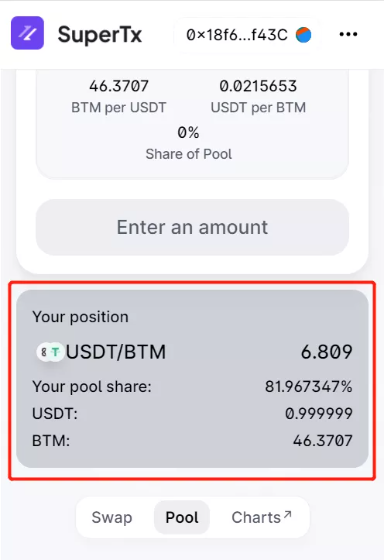 SuperTx 0x18f6...f43C •••
46.3707 0.0215653
BTM per USDT USDT per BTM
0%
Share of Pool
Enter an amount
Your position
USDT/BTM 6.809
Your pool share: 81.967347%
USDT: 0.999999
BTM: 46.3707
Swap Pool Charts↗